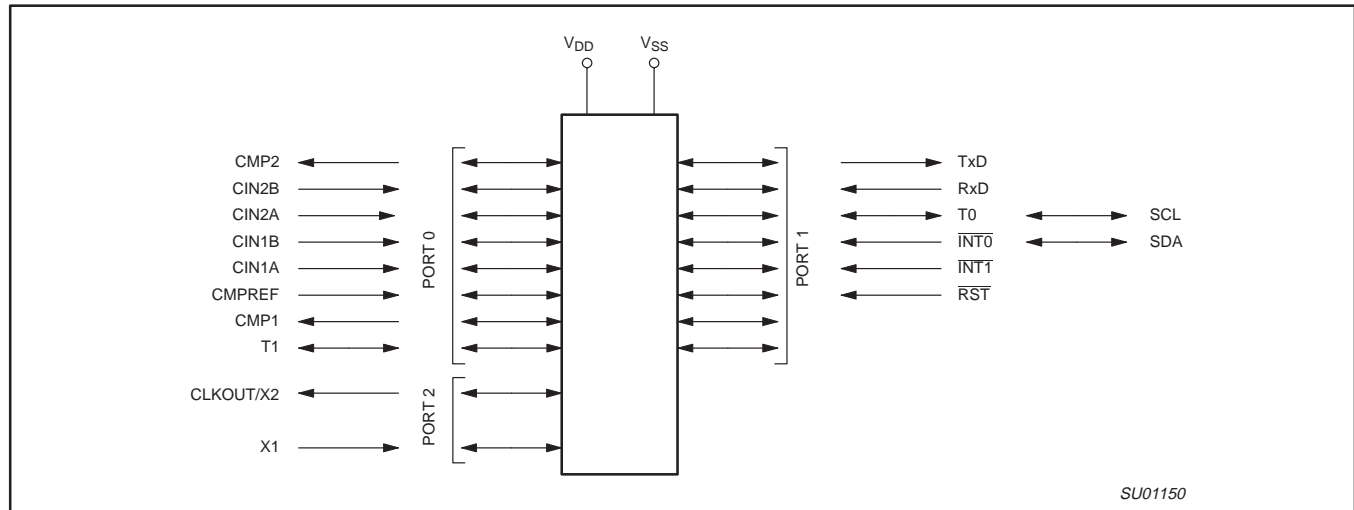 VDD VSS
CMP2 TxD
CIN2B RxD
CIN2A T0 SCL
CIN1B INT0 SDA
CIN1A INT1
CMPREF RST
CMP1
T1
PORT 0
PORT 1
CLKOUT/X2
X1
PORT 2
SU01150